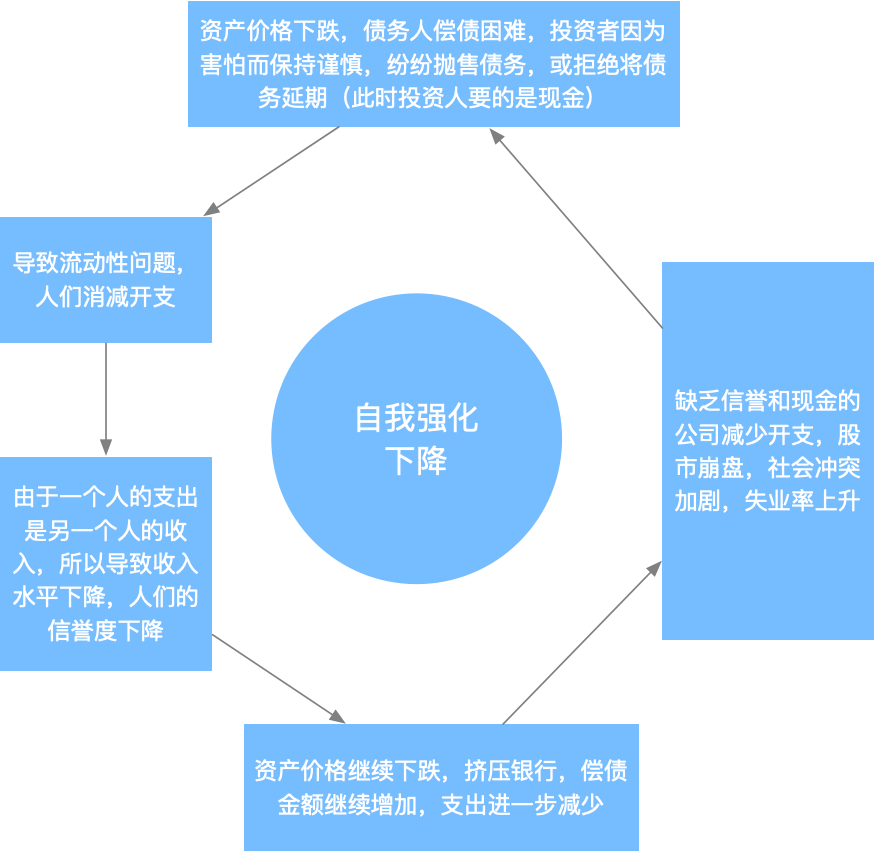 资产价格下跌，债务人偿债困难，投资者因为
害怕而保持谨慎，纷纷抛售债务，或拒绝将债
务延期（此时投资人要的是现金）
导致流动性问题，
人们消减开支
由于一个人的支出
是另一个人的收
入，所以导致收入
水平下降，人们的
信誉度下降
资产价格继续下跌，挤压银行，偿债
金额继续增加，支出进一步减少
缺乏信誉和现金的
公司减少开支，股
市崩盘，社会冲突
加剧，失业率上升
自我强化
下降